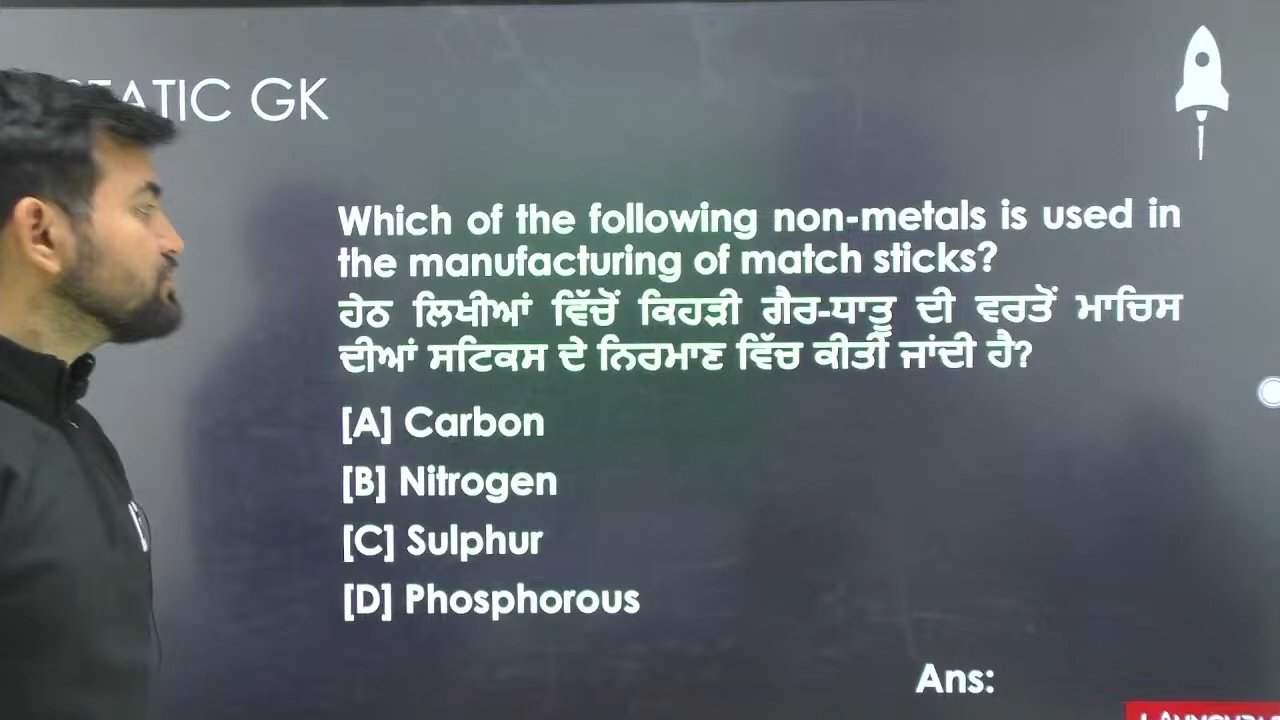 STATIC GK
Which of the following non-metals is used in
the manufacturing of match sticks?
ਹੇਠ ਲਿਖੀਆਂ ਵਿੱਚੋਂ ਕਿਹੜੀ ਗੈਰ-ਧਾਤੂ ਦੀ ਵਰਤੋਂ ਮਾਚਿਸ
ਦੀਆਂ ਸਟਿਕਸ ਦੇ ਨਿਰਮਾਣ ਵਿੱਚ ਕੀਤੀ ਜਾਂਦੀ ਹੈ?
[A] Carbon
[B] Nitrogen
[C] Sulphur
[D] Phosphorous
Ans: